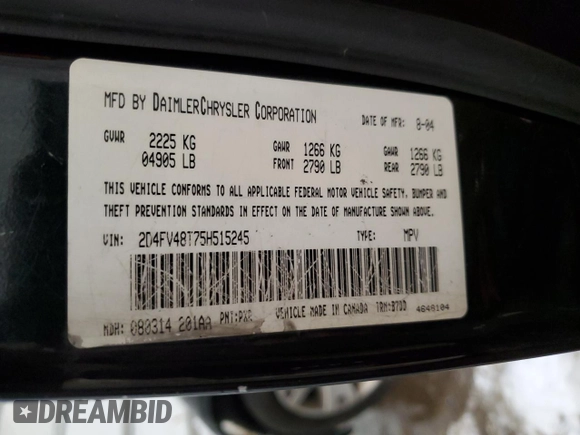 MFD BY DAIMLERCHRYSLER CORPORATION DATE OF MFR: 8-04
GVWR 2225 KG 04905 LB GAWR FRONT 1266 KG 2790 LB GAWR REAR 1266 KG 2790 LB
THIS VEHICLE CONFORMS TO ALL APPLICABLE FEDERAL MOTOR VEHICLE SAFETY, BUMPER AND
THEFT PREVENTION STANDARDS IN EFFECT ON THE DATE OF MANUFACTURE SHOWN ABOVE.
VIN: 2D4FV48T75H515245 TYPE: MPV
MDH: 080314 201AA PNT: PX8 VEHICLE MADE IN CANADA TRM: B7DD 4648104
DREAMBID